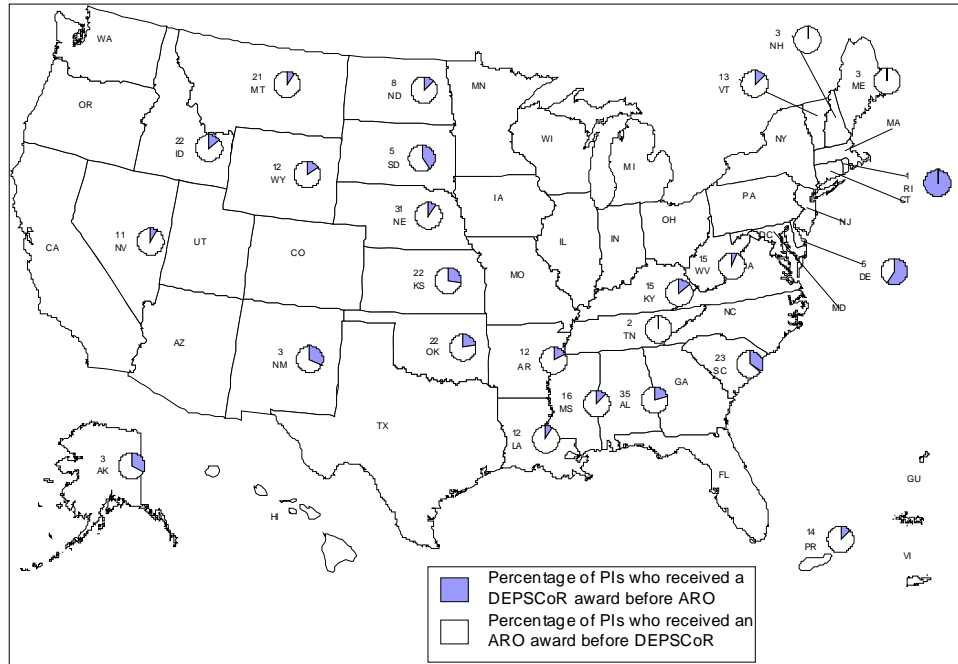 WA
OR
CA
11
NV
22
ID
21
MT
12
WY
UT
CO
AZ
3
NM
8
ND
5
SD
31
NE
22
KS
22
OK
TX
MN
IA
MO
12
AR
12
LA
WI
IL
MI
IN
OH
15
KY
2
TN
16
MS
35
AL
GA
FL
23
SC
NC
15
WV
PA
NY
13
VT
3
NH
3
ME
MA
RI
CT
NJ
5
DE
MD
DC
3
AK
HI
14
PR
GU
VI
Percentage of PIs who received a
DEPSCoR award before ARO
Percentage of PIs who received an
ARO award before DEPSCoR